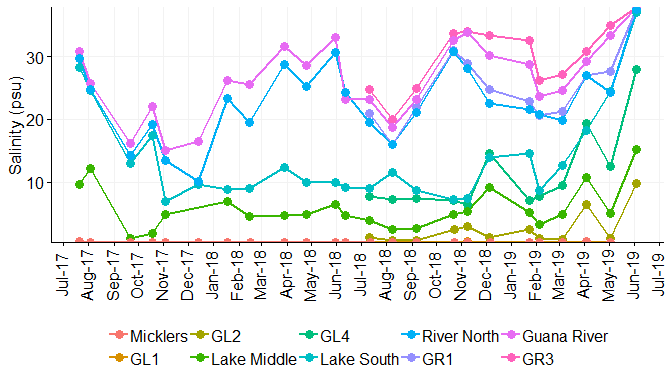 Salinity (psu)
30
20
10
Jul-17 Aug-17 Sep-17 Oct-17 Nov-17 Dec-17 Jan-18 Feb-18 Mar-18 Apr-18 May-18 Jun-18 Jul-18 Aug-18 Sep-18 Oct-18 Nov-18 Dec-18 Jan-19 Feb-19 Mar-19 Apr-19 May-19 Jun-19 Jul-19
Micklers GL2 GL4 River North Guana River
GL1 Lake Middle Lake South GR1 GR3